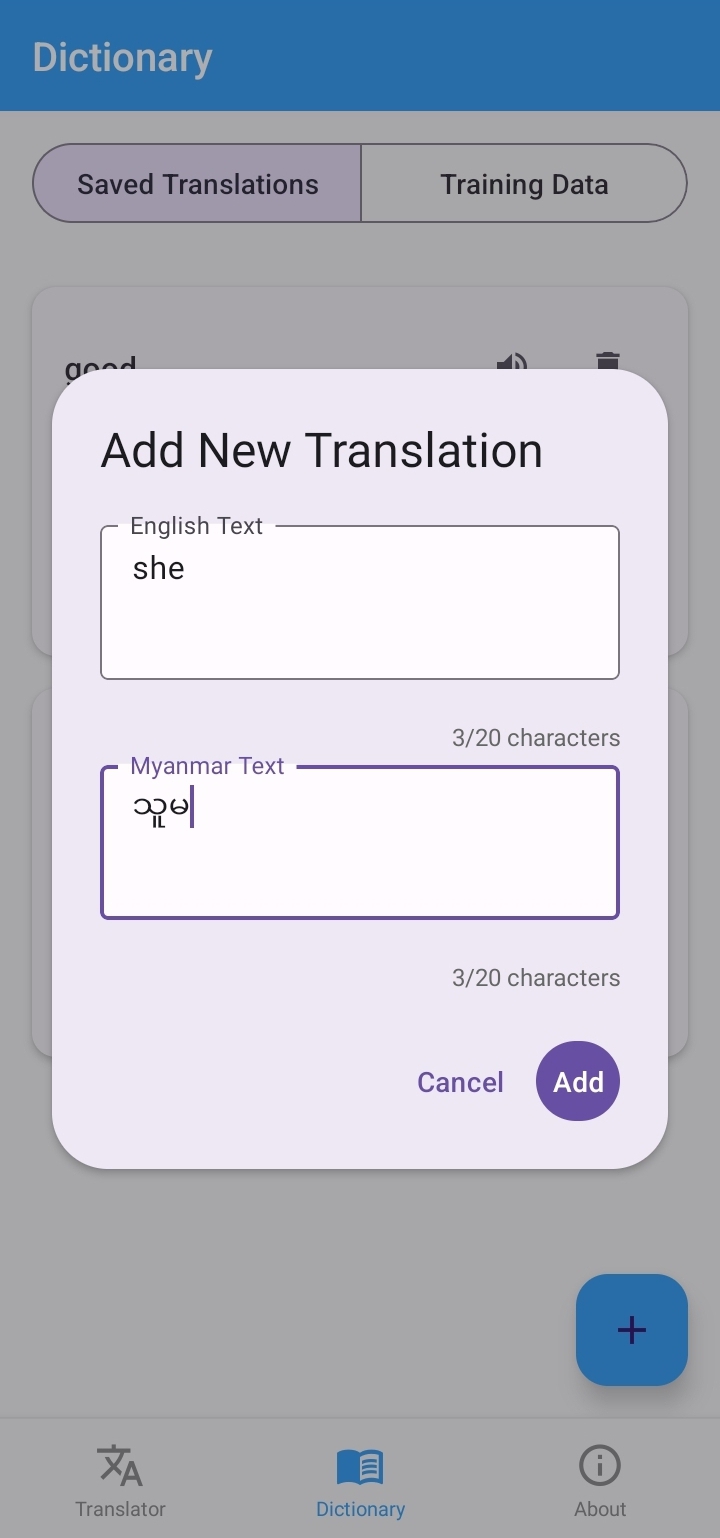 Dictionary
Saved Translations
Training Data
good
Add New Translation
English Text
she
3/20 characters
Myanmar Text
သူမ
3/20 characters
Cancel
Add
Translator
Dictionary
About